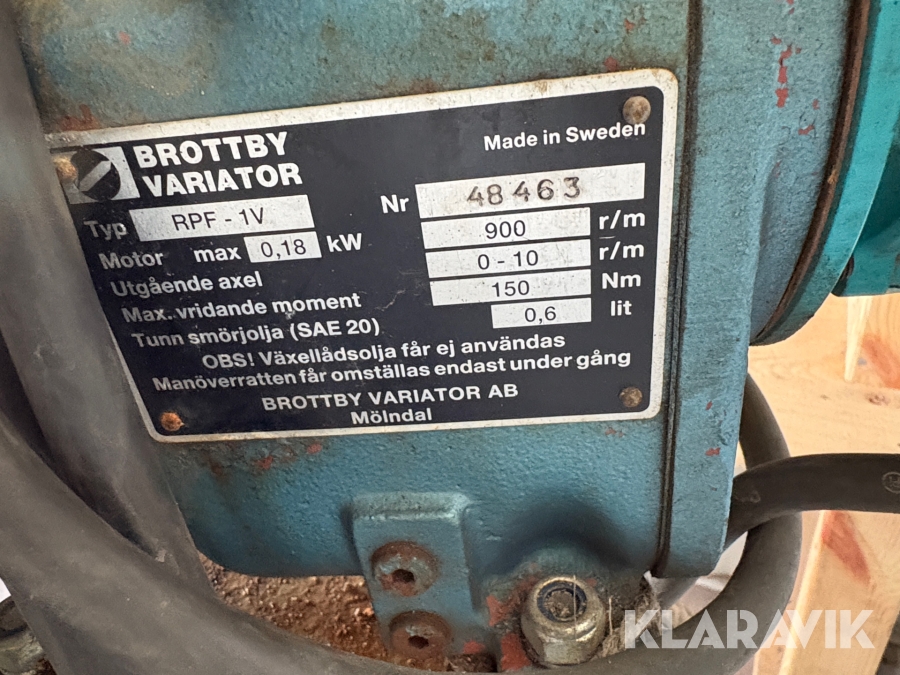 BROTTBY
VARIATOR
Made in Sweden
Typ RPF - 1V Nr 48463
Motor max 0,18 kW 900 r/m
Utgående axel 0 - 10 r/m
Max. vridande moment 150 Nm
Tunn smörjolja (SAE 20) 0,6 lit
OBS! Växellådsolja får ej användas
Manöverratten får omställas endast under gång
BROTTBY VARIATOR AB
Mölndal
KLARAVIK